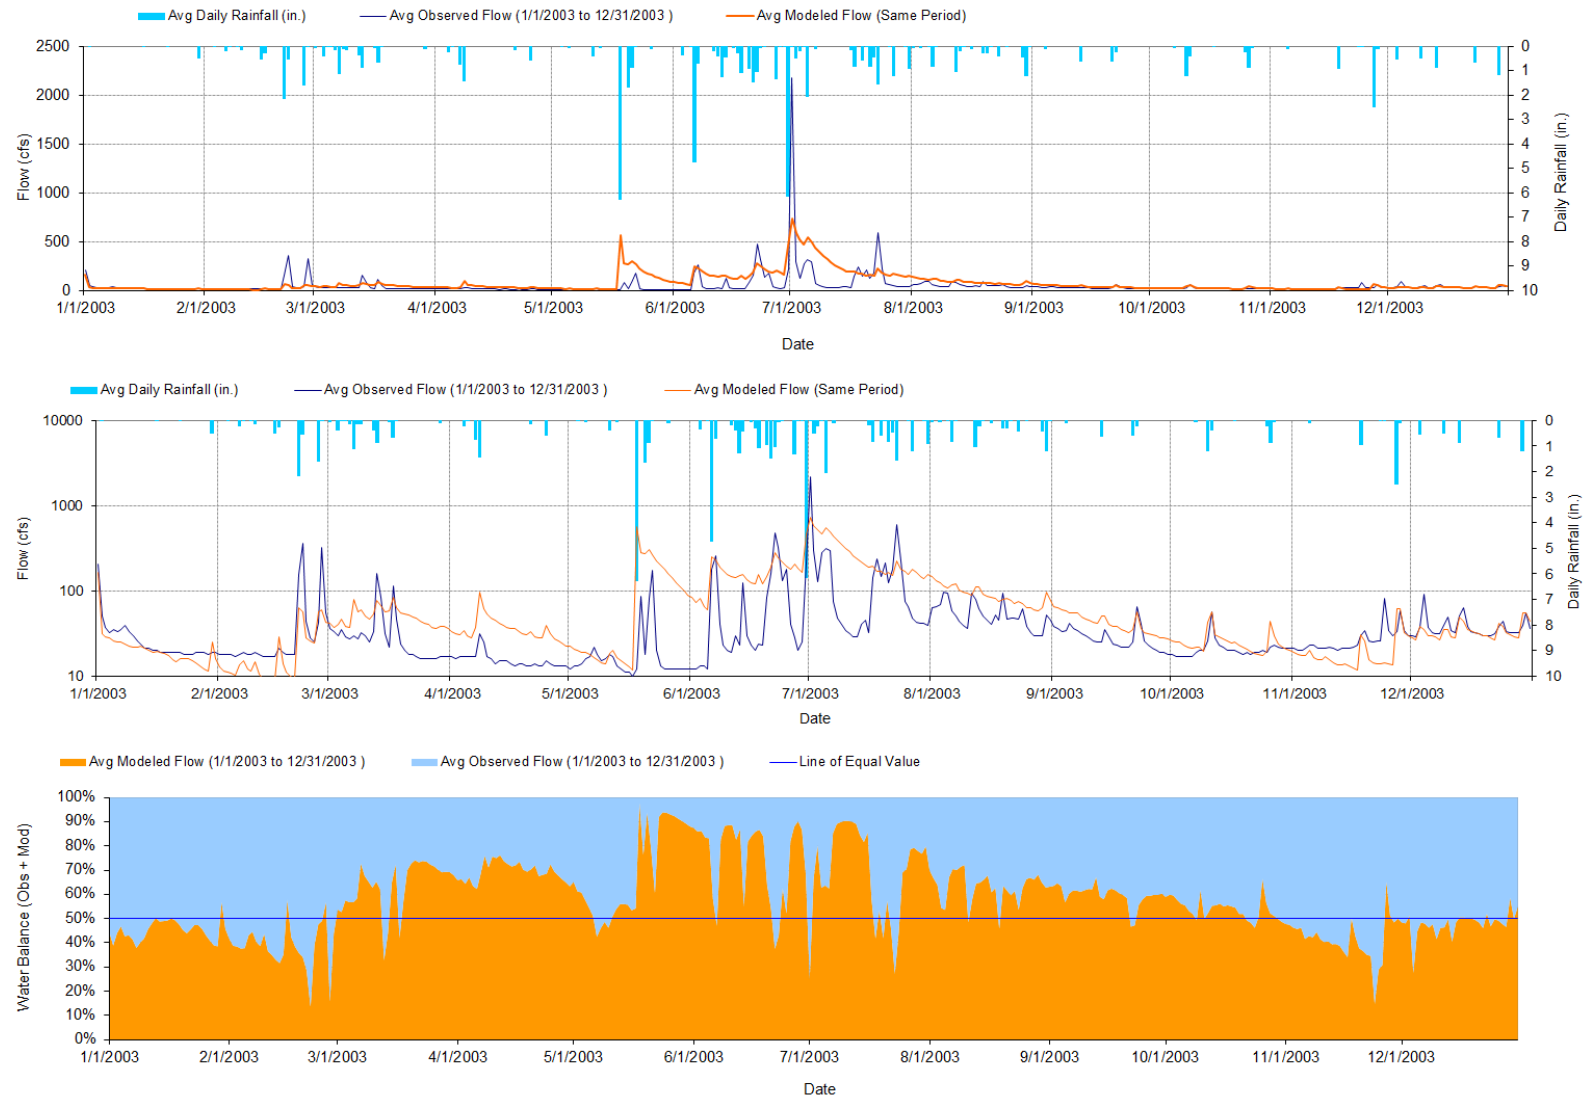 Avg Daily Rainfall (in.) Avg Observed Flow (1/1/2003 to 12/31/2003 ) Avg Modeled Flow (Same Period)
2500 0
1
2000 2
3
1500 4
5
1000 6
7
500 8
9
0 10
Flow (cfs)
Daily Rainfall (in.)
1/1/2003 2/1/2003 3/1/2003 4/1/2003 5/1/2003 6/1/2003 7/1/2003 8/1/2003 9/1/2003 10/1/2003 11/1/2003 12/1/2003
Date
Avg Daily Rainfall (in.) Avg Observed Flow (1/1/2003 to 12/31/2003 ) Avg Modeled Flow (Same Period)
10000 0
1
2
1000 3
4
5
6
100 7
8
9
10 10
Flow (cfs)
Daily Rainfall (in.)
1/1/2003 2/1/2003 3/1/2003 4/1/2003 5/1/2003 6/1/2003 7/1/2003 8/1/2003 9/1/2003 10/1/2003 11/1/2003 12/1/2003
Date
Avg Modeled Flow (1/1/2003 to 12/31/2003 ) Avg Observed Flow (1/1/2003 to 12/31/2003 ) Line of Equal Value
100%
90%
80%
70%
60%
50%
40%
30%
20%
10%
0%
Water Balance (Obs + Mod)
1/1/2003 2/1/2003 3/1/2003 4/1/2003 5/1/2003 6/1/2003 7/1/2003 8/1/2003 9/1/2003 10/1/2003 11/1/2003 12/1/2003
Date